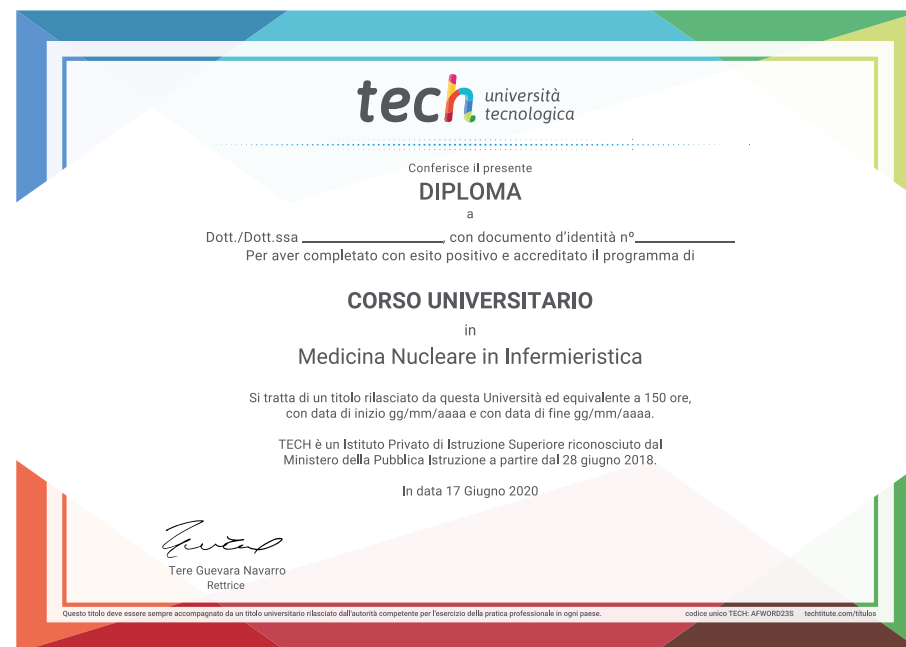 tech università
tecnologica
Conferisce il presente
DIPLOMA
a
Dott./Dott.ssa __________________, con documento d'identità nº_____________
Per aver completato con esito positivo e accreditato il programma di
CORSO UNIVERSITARIO
in
Medicina Nucleare in Infermieristica
Si tratta di un titolo rilasciato da questa Università ed equivalente a 150 ore,
con data di inizio gg/mm/aaaa e con data di fine gg/mm/aaaa.
TECH è un Istituto Privato di Istruzione Superiore riconosciuto dal
Ministero della Pubblica Istruzione a partire dal 28 giugno 2018.
In data 17 Giugno 2020
Tere Guevara Navarro
Rettrice
Questo titolo deve essere sempre accompagnato da un titolo universitario rilasciato dall'autorità competente per l'esercizio della pratica professionale in ogni paese. codice unico TECH: AFWORD23S techtitute.com/titulos